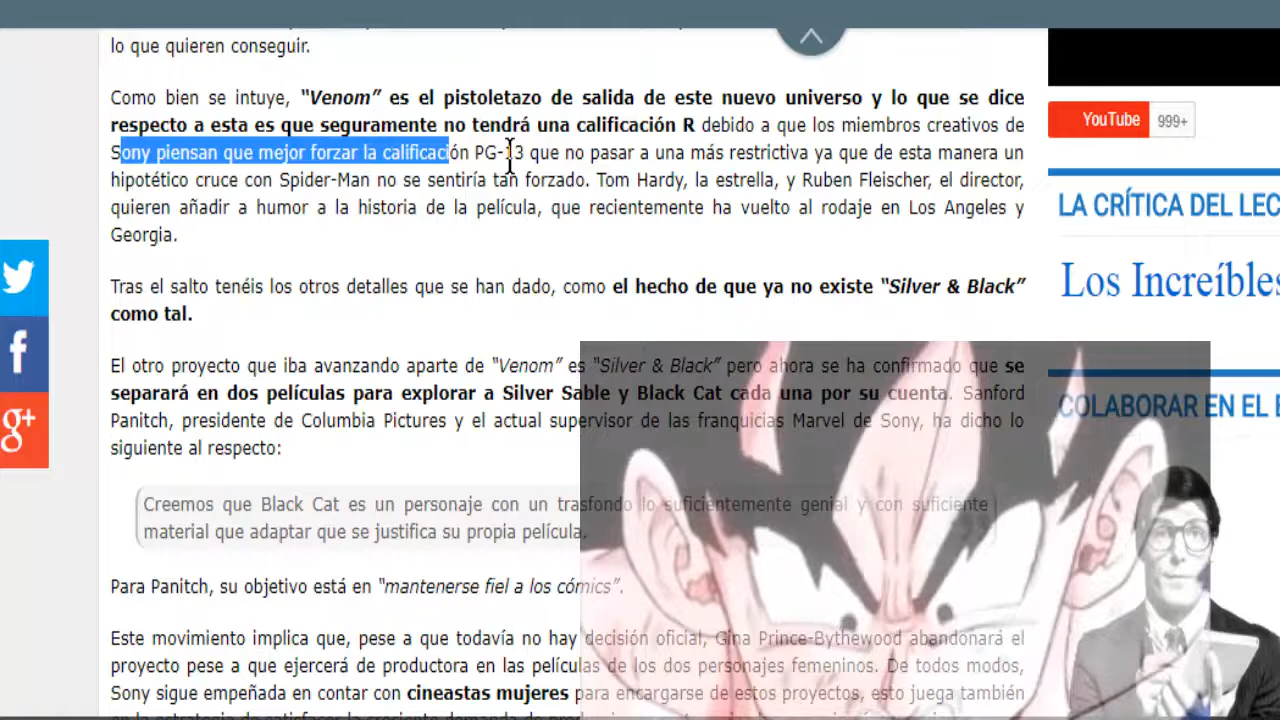 lo que quieren conseguir.
Como bien se intuye, “Venom” es el pistoletazo de salida de este nuevo universo y lo que se dice
respecto a esta es que seguramente no tendrá una calificación R debido a que los miembros creativos de
Sony piensan que mejor forzar la calificación PG-13 que no pasar a una más restrictiva ya que de esta manera un
hipotético cruce con Spider-Man no se sentiría tan forzado. Tom Hardy, la estrella, y Ruben Fleischer, el director,
quieren añadir a humor a la historia de la película, que recientemente ha vuelto al rodaje en Los Angeles y
Georgia.
Tras el salto tenéis los otros detalles que se han dado, como el hecho de que ya no existe “Silver & Black”
como tal.
El otro proyecto que iba avanzando aparte de “Venom” es “Silver & Black” pero ahora se ha confirmado que se
separará en dos películas para explorar a Silver Sable y Black Cat cada una por su cuenta. Sanford
Panitch, presidente de Columbia Pictures y el actual supervisor de las franquicias Marvel de Sony, ha dicho lo
siguiente al respecto:
Creemos que Black Cat es un personaje con un trasfondo lo suficientemente genial y con suficiente
material que adaptar que se justifica su propia película.
Para Panitch, su objetivo está en “mantenerse fiel a los cómics”.
Este movimiento implica que, pese a que todavía no hay decisión oficial, Gina Prince-Bythewood abandonará el
proyecto pese a que ejercerá de productora en las películas de los dos personajes femeninos. De todos modos,
Sony sigue empeñada en contar con cineastas mujeres para encargarse de estos proyectos, esto juega también
YouTube 999+
LA CRÍTICA DEL LEC
Los Increíbles
COLABORAR EN EL
g+